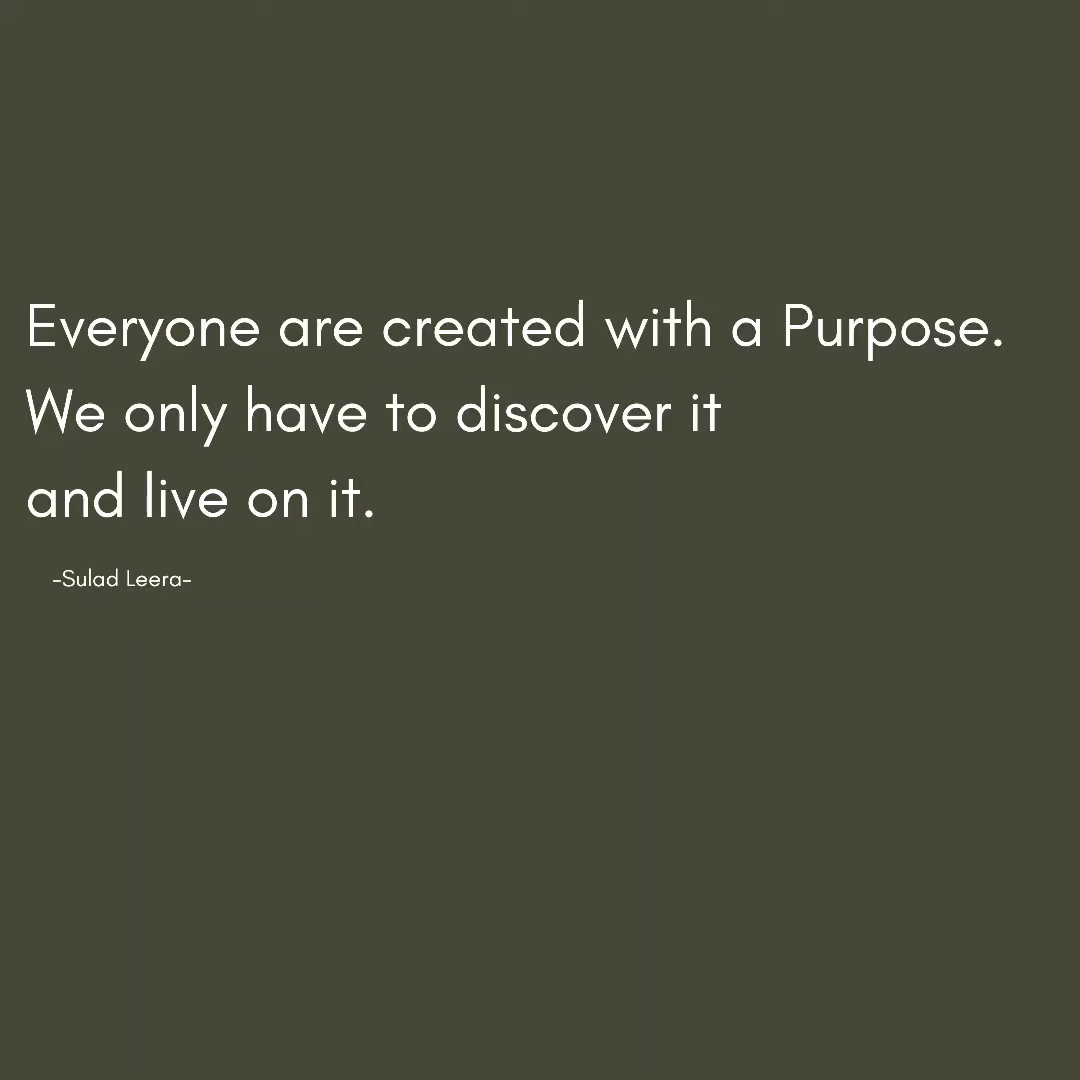 Everyone are created with a Purpose.
We only have to discover it
and live on it.
-Sulad Leera-